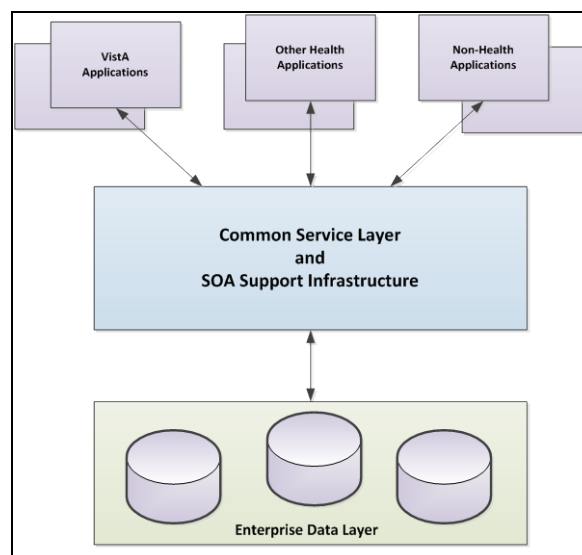 VistA
Applications
Other Health
Applications
Non-Health
Applications
Common Service Layer
and
SOA Support Infrastructure
Enterprise Data Layer